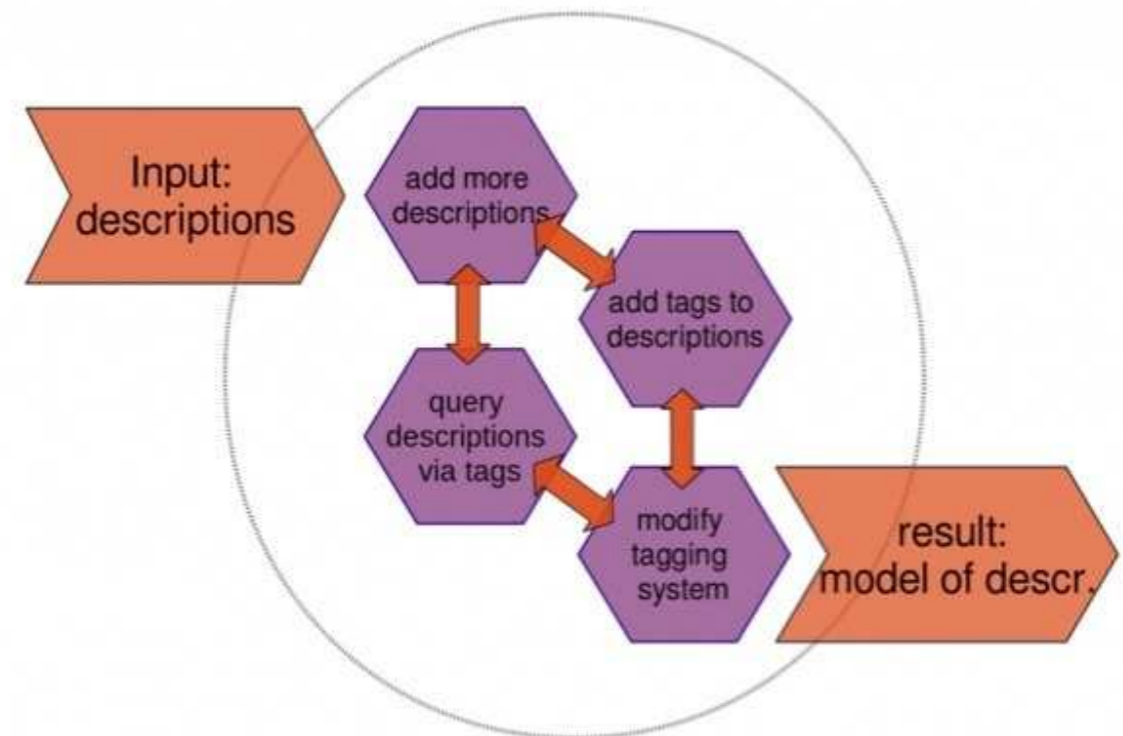 Input:
descriptions
add more
descriptions
add tags to
descriptions
query
descriptions
via tags
modify
tagging
system
result:
model of descr.